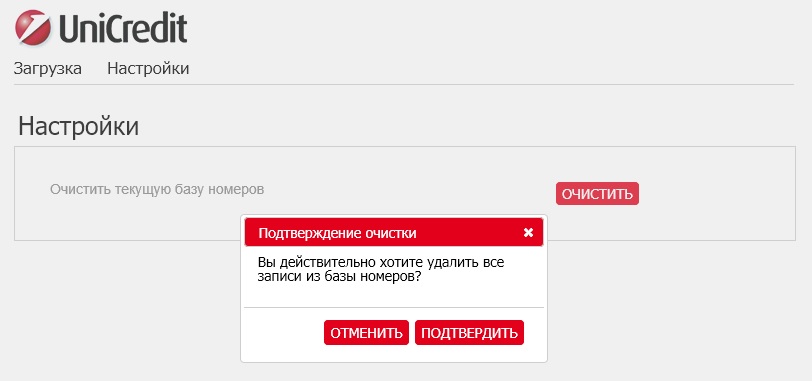 UniCredit
Загрузка Настройки
Настройки
Очистить текущую базу номеров ОЧИСТИТЬ
Подтверждение очистки
Вы действительно хотите удалить все
записи из базы номеров?
ОТМЕНИТЬ ПОДТВЕРДИТЬ